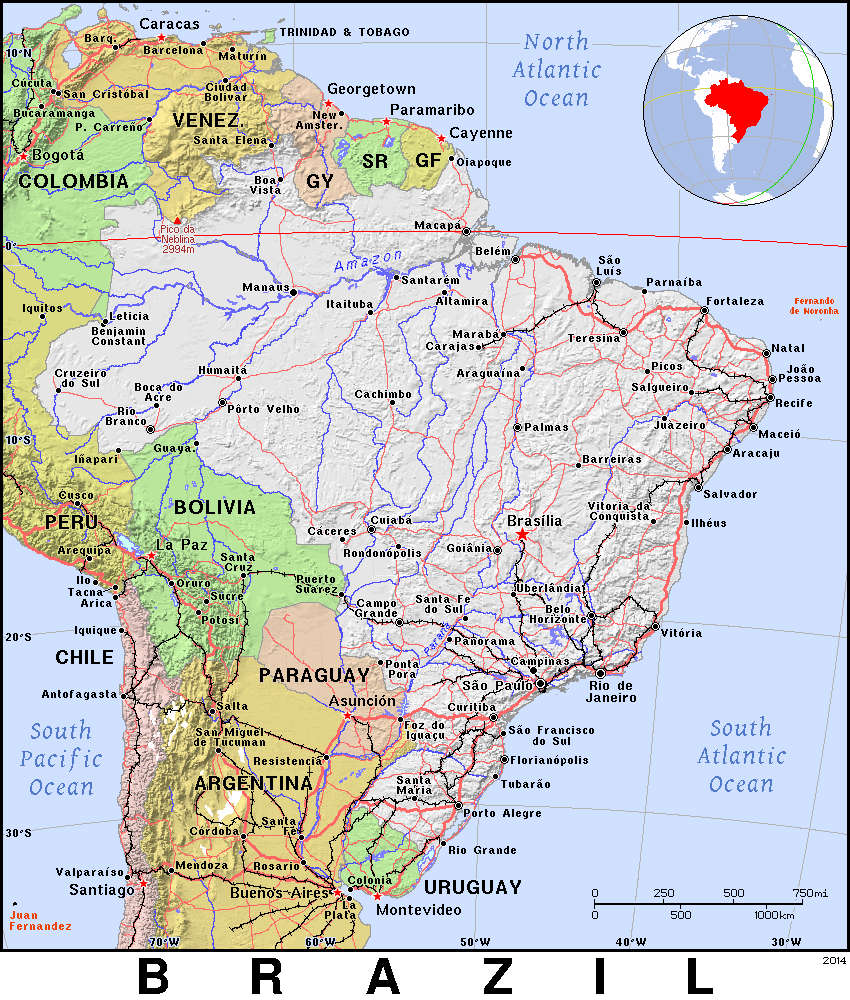 Caracas
TRINIDAD & TOBAGO
Barq.
Barcelona
Maturín
10°N
North
Atlantic
Ocean
Cúcuta
San Cristóbal
Ciudad
Bolívar
Georgetown
Bucaramanga
P. Carreño
VENEZ.
New
Amster.
Paramaribo
Cayenne
Bogotá
Santa Elena
COLOMBIA
Boa
Vista
GY
SR
GF
Oiapoque
Pico da
Neblina
2994m
Macapá
0°
Belém
Amazon
São
Luís
Manaus
Santarém
Parnaíba
Itaituba
Altamira
Fortaleza
Fernando
de Noronha
Iquitos
Leticia
Benjamin
Constant
Marabá
Carajas
Teresina
Natal
Cruzeiro
do Sul
Humaitá
Araguaína
Picos
João
Pessoa
Boca do
Acre
Cachimbo
Salgueiro
Recife
Rio
Branco
Pôrto Velho
Palmas
Juàzeiro
Maceió
10°S
Guaya.
Aracaju
Iñapari
Barreiras
Cusco
BOLIVIA
Salvador
PERU
Cáceres
Cuiabá
Brasília
Vitoria da
Conquista
Ilhéus
Arequipa
La Paz
Santa
Cruz
Rondonópolis
Goiânia
Ilo
Tacna
Arica
Oruro
Sucre
Potosi
Puerto
Suárez
Campo
Grande
Santa Fe
do Sul
Uberlândia
Belo
Horizonte
20°S
Iquique
Paraná
Panorama
Vitória
CHILE
PARAGUAY
Ponta
Pora
Campinas
Antofagasta
São Paulo
Rio de
Janeiro
Asunción
Salta
Curitiba
South
Pacific
Ocean
San Miguel
de Tucuman
Foz do
Iguaçu
São Francisco
do Sul
South
Atlantic
Ocean
Resistencia
Florianópolis
ARGENTINA
Santa
Maria
Tubarão
Santa
Fe
Porto Alegre
30°S
Córdoba
Rio Grande
Valparaíso
Mendoza
Rosario
Santiago
Colonia
URUGUAY
Buenos Aires
La
Plata
Montevideo
0 250 500 750mi
0 500 1000km
Juan
Fernandez
70°W 60°W 50°W 40°W 30°W
2014
B R A Z I L